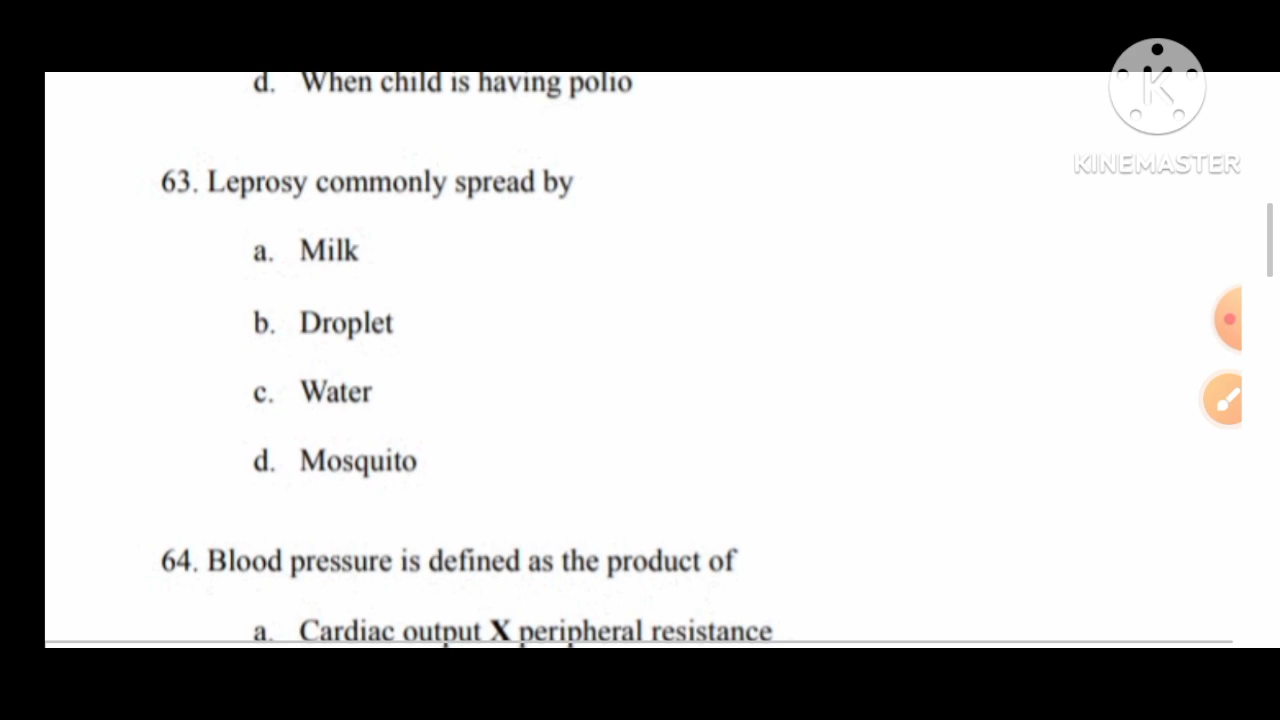 d. When child is having polio
KINEMASTER
63. Leprosy commonly spread by
a. Milk
b. Droplet
c. Water
d. Mosquito
64. Blood pressure is defined as the product of
a. Cardiac output X peripheral resistance